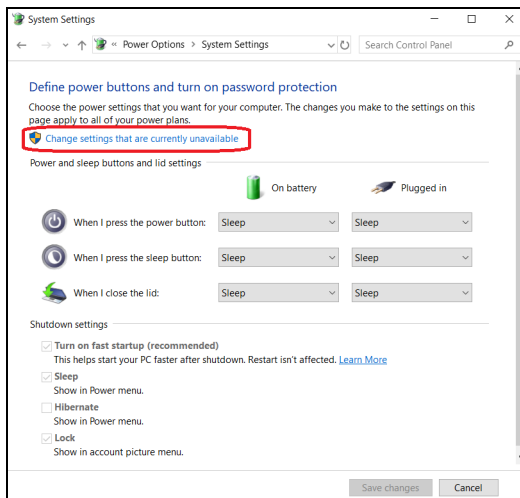 System Settings
« Power Options > System Settings
Search Control Panel
Define power buttons and turn on password protection
Choose the power settings that you want for your computer. The changes you make to the settings on this
page apply to all of your power plans.
Change settings that are currently unavailable
Power and sleep buttons and lid settings
On battery Plugged in
When I press the power button: Sleep Sleep
When I press the sleep button: Sleep Sleep
When I close the lid: Sleep Sleep
Shutdown settings
Turn on fast startup (recommended)
This helps start your PC faster after shutdown. Restart isn't affected. Learn More
Sleep
Show in Power menu.
Hibernate
Show in Power menu.
Lock
Show in account picture menu.
Save changes Cancel